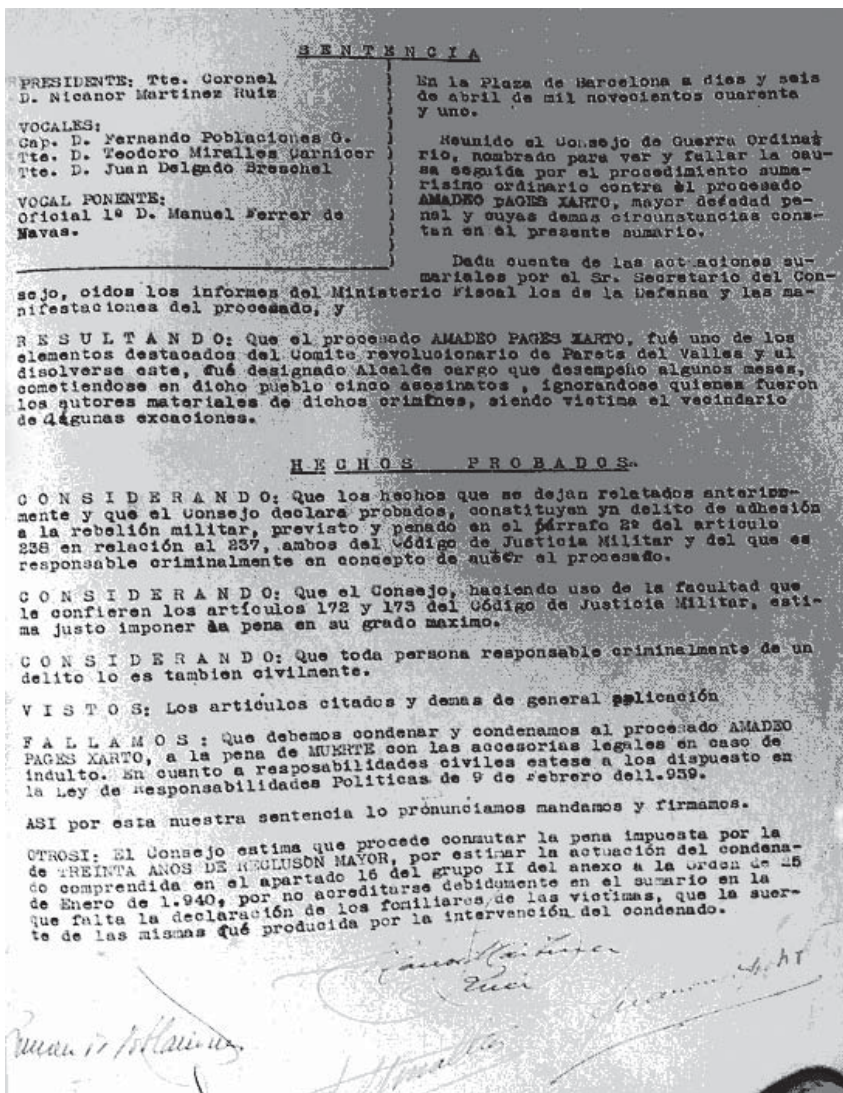 SENTENCIA
PRESIDENTE: Tte. Coronel
D. Nicanor Martinez Ruiz
VOCALES:
Cap. D. Fernando Poblaciones G.
Tte. D. Teodoro Miralles Carnicer
Tte. D. Juan Delgado Breschel
VOCAL PONENTE:
Oficial 1º D. Manuel Ferrer de
Navas.
En la Plaza de Barcelona a dies y seis
de abril de mil novecientos cuarenta
y uno.
Reunido el Consejo de Guerra Ordina
rio, nombrado para ver y fallar la cau-
sa seguida por el procedimiento suma-
risimo ordinario contra el procesado
AMADEO PAGES XARTO, mayor de edad pe-
nal y cuyas demas circunstancias cons-
tan en el presente sumario.
Dada cuenta de las actuaciones su-
mariales por el Sr. Secretario del Con-
sejo, oidos los informes del Ministerio Fiscal los de la Defensa y las ma-
nifestaciones del procesado, y
RESULTANDO: Que el procesado AMADEO PAGES XARTO, fué uno de los
elementos destacados del Comite revolucionario de Parets del Valles y al
disolverse este, fué designado Alcalde cargo que desempeño algunos meses,
cometiendose en dicho pueblo cinco asesinatos , ignorandose quienes fueron
los autores materiales de dichos crimenes, siendo victima el vecindario
de algunas exacciones.
HECHOS PROBADOS.
CONSIDERANDO: Que los hechos que se dejan relatados anterior-
mente y que el Consejo declara probados, constituyen yn delito de adhesión
a la rebelión militar, previsto y penado en el párrafo 2º del articulo
238 en relación al 237, ambos del Código de Justicia Militar y del que es
responsable criminalmente en concepto de autor el procesado.
CONSIDERANDO: Que el Consejo, haciendo uso de la facultad que
le confieren los artículos 172 y 173 del Código de Justicia Militar, esti-
ma justo imponer la pena en su grado maximo.
CONSIDERANDO: Que toda persona responsable criminalmente de un
delito lo es tambien civilmente.
VISTOS: Los articulos citados y demas de general aplicación
FALLAMOS: Que debemos condenar y condenamos al procesado AMADEO
PAGES XARTO, a la pena de MUERTE con las accesorias legales en caso de
indulto. En cuanto a resposabilidades civiles estese a los dispuesto en
la Ley de Responsabilidades Politicas de 9 de Febrero del1.939.
ASI por esta nuestra sentencia lo prónunciamos mandamos y firmamos.
OTROSI: El Consejo estima que procede conmutar la pena impuesta por la
de TREINTA AÑOS DE RECLUSON MAYOR, por estimar la actuación del condena-
do comprendida en el apartado 16 del grupo II del anexo a la Orden de 25
de Enero de 1.940, por no acreditarse debidamente en el sumario en la
que falta la declaración de los familiares de las victimas, que la suer-
te de las mismas fué producida por la intervención del condenado.